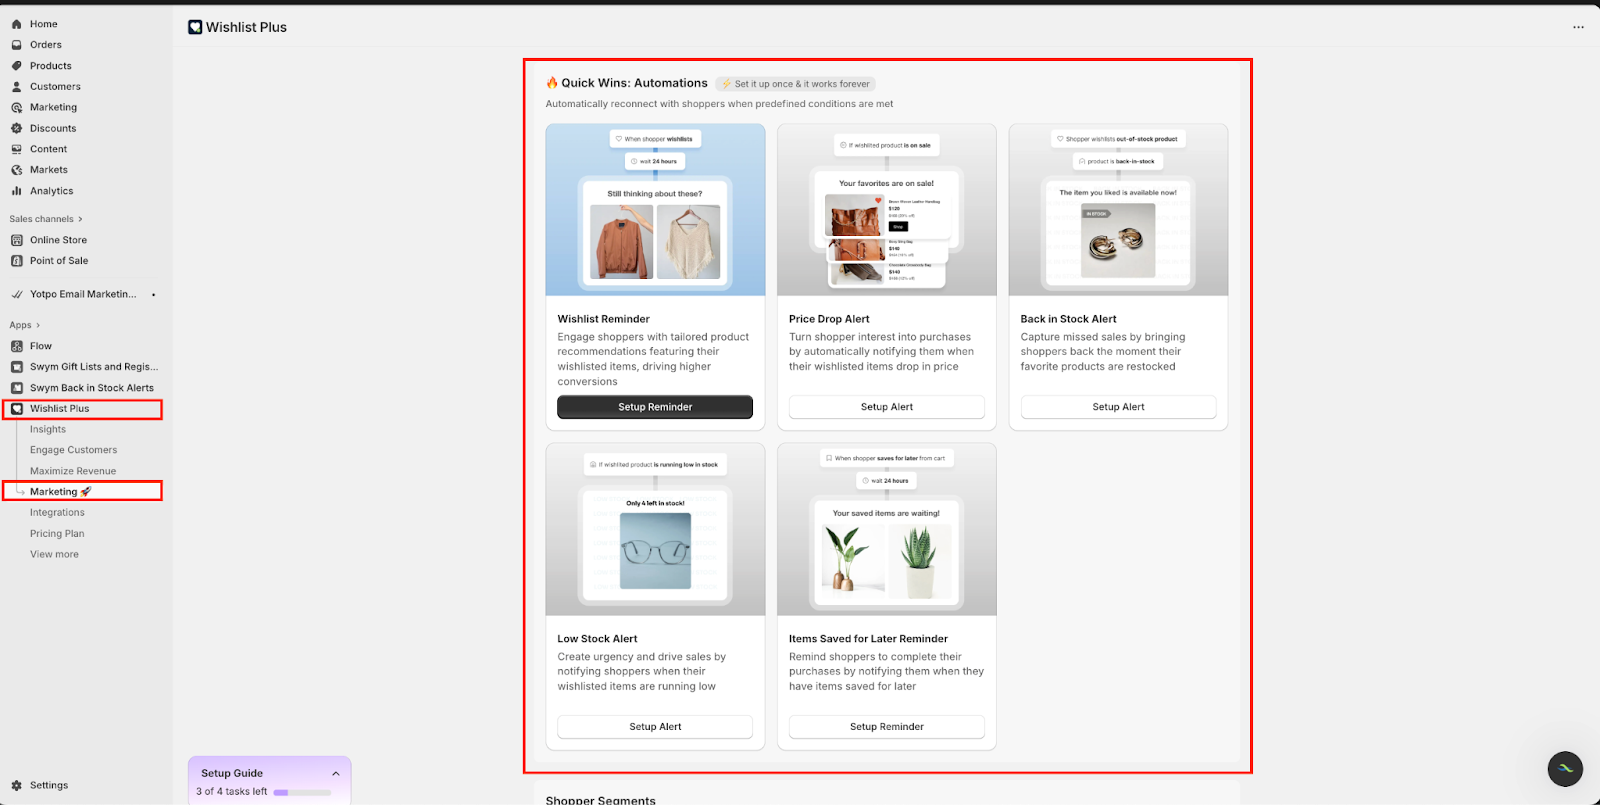 Home
Orders
Products
Customers
Marketing
Discounts
Content
Markets
Analytics
Sales channels
Online Store
Point of Sale
Yotpo Email Marketin...
Apps
Flow
Swym Gift Lists and Regis...
Swym Back in Stock Alerts
Wishlist Plus
Insights
Engage Customers
Maximize Revenue
Marketing 🚀
Integrations
Pricing Plan
View more
Settings
Wishlist Plus
🔥 Quick Wins: Automations
⚡ Set it up once & it works forever
Automatically reconnect with shoppers when predefined conditions are met
When shopper wishlists
wait 24 hours
Still thinking about these?
Wishlist Reminder
Engage shoppers with tailored product
recommendations featuring their
wishlisted items, driving higher
conversions
Setup Reminder
If wishlited product is on sale
Your favorites are on sale!
$120
Shop
$140
$140
Price Drop Alert
Turn shopper interest into purchases
by automatically notifying them when
their wishlisted items drop in price
Setup Alert
Shopper wishlists out-of-stock product
product is back-in-stock
The item you liked is available now!
IN STOCK
Back in Stock Alert
Capture missed sales by bringing
shoppers back the moment their
favorite products are restocked
Setup Alert
If wishlited product is running low in stock
Only 4 left in stock!
Low Stock Alert
Create urgency and drive sales by
notifying shoppers when their
wishlisted items are running low
Setup Alert
When shopper saves for later from cart
wait 24 hours
Your saved items are waiting!
Items Saved for Later Reminder
Remind shoppers to complete their
purchases by notifying them when they
have items saved for later
Setup Reminder
Setup Guide
3 of 4 tasks left
Shopper Segments